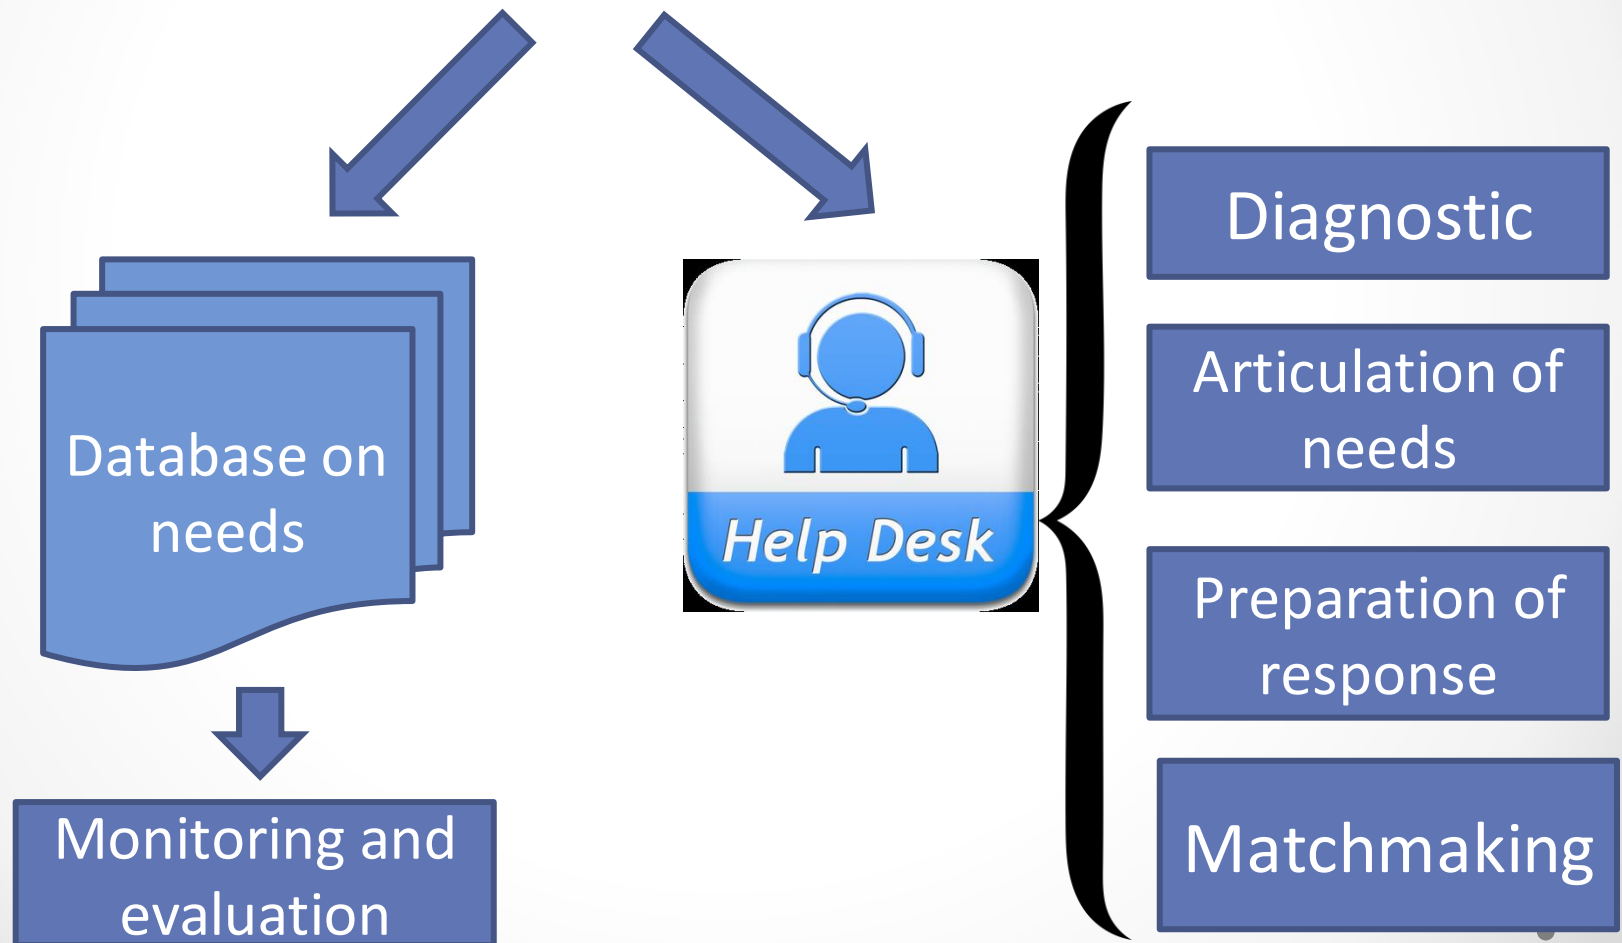 Database on
needs
Monitoring and
evaluation
Help Desk
Diagnostic
Articulation of
needs
Preparation of
response
Matchmaking